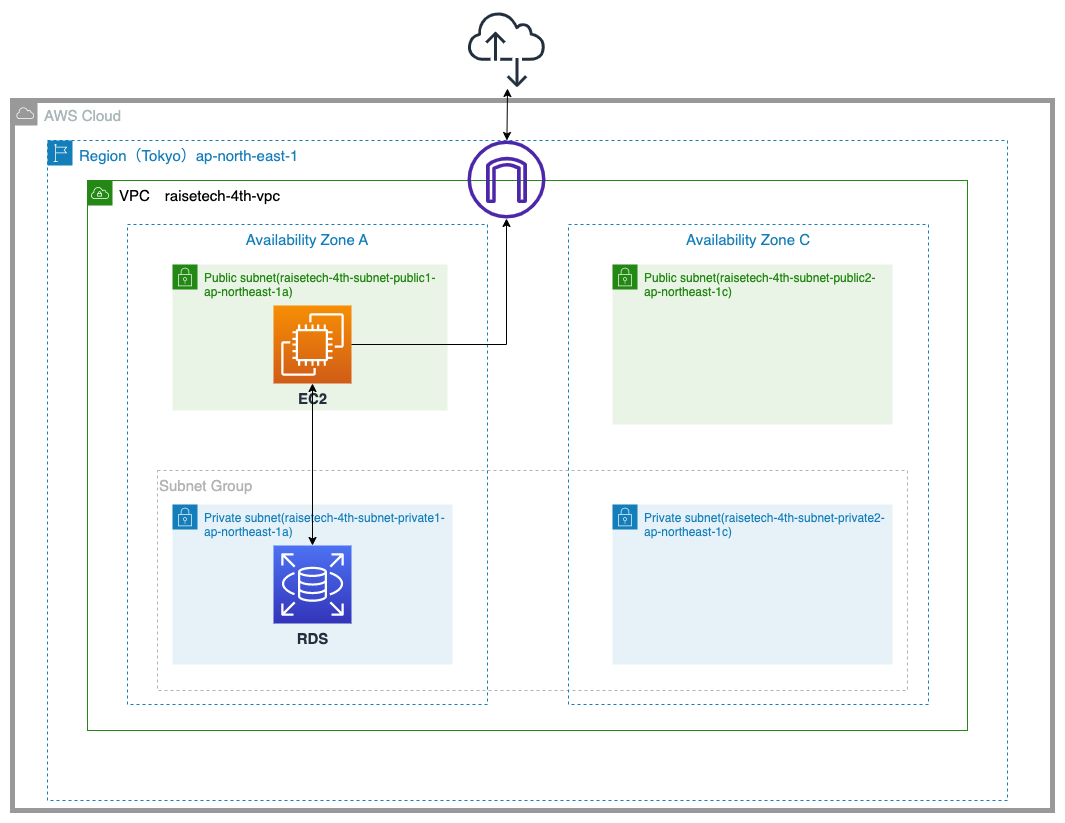 AWS Cloud
Region（Tokyo）ap-north-east-1
VPC raisetech-4th-vpc
Availability Zone A
Availability Zone C
Public subnet(raisetech-4th-subnet-public1-
ap-northeast-1a)
Public subnet(raisetech-4th-subnet-public2-
ap-northeast-1c)
EC2
Subnet Group
Private subnet(raisetech-4th-subnet-private1-
ap-northeast-1a)
Private subnet(raisetech-4th-subnet-private2-
ap-northeast-1c)
RDS